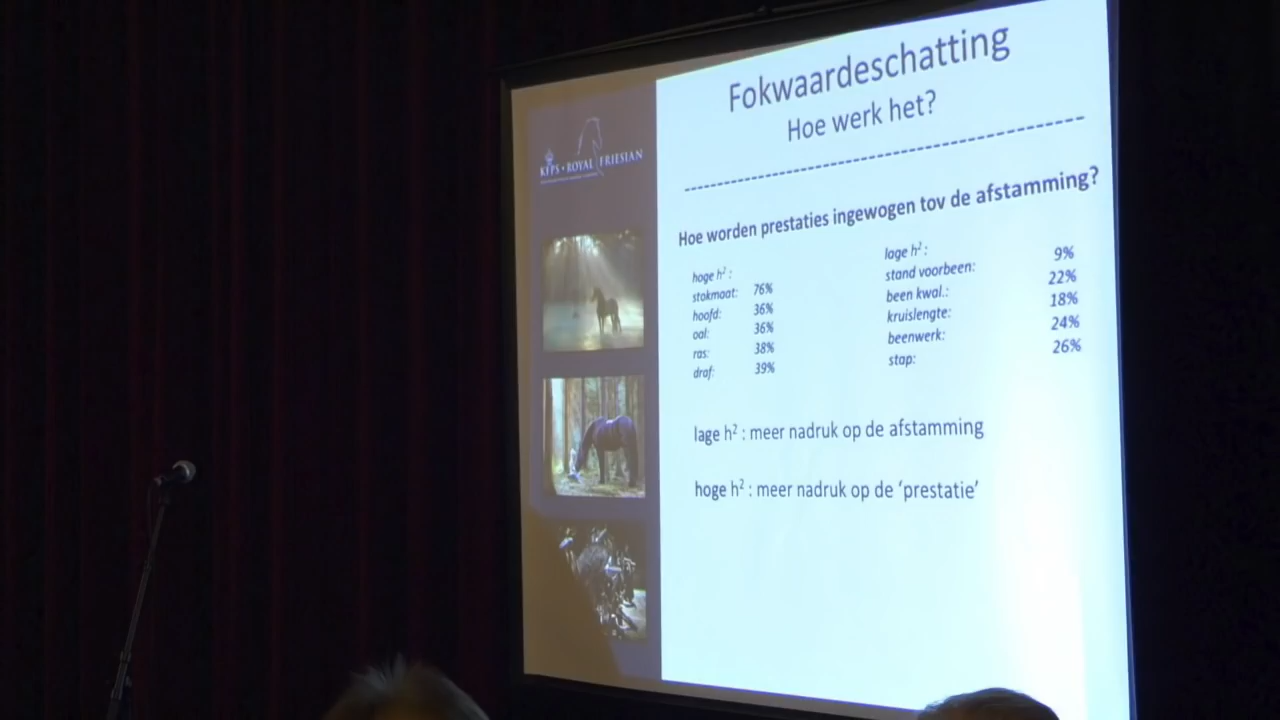 Fokwaardeschatting
Hoe werk het?
KFPS • ROYAL FRIESIAN
Hoe worden prestaties ingewogen tov de afstamming?
hoge h² :
stokmaat: 76%
hoofd: 36%
oal: 36%
ras: 38%
draf: 39%
lage h² :
stand voorbeen: 9%
been kwal.: 22%
kruislengte: 18%
beenwerk: 24%
stap: 26%
lage h² : meer nadruk op de afstamming
hoge h² : meer nadruk op de ‘prestatie’